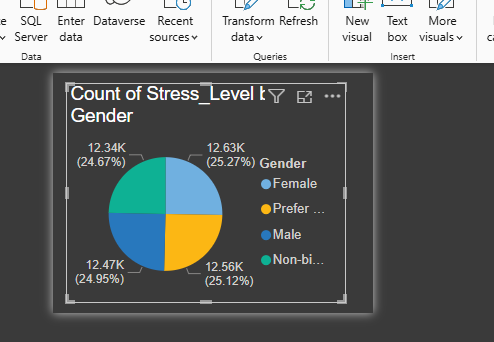 SQL Server
Enter data
Dataverse
Recent sources
Transform data
Refresh
New visual
Text box
More visuals
Data
Queries
Insert
Count of Stress_Level
Gender
12.34K
(24.67%)
12.63K
(25.27%)
Gender
Female
Prefer ...
Male
Non-bi...
12.47K
(24.95%)
12.56K
(25.12%)